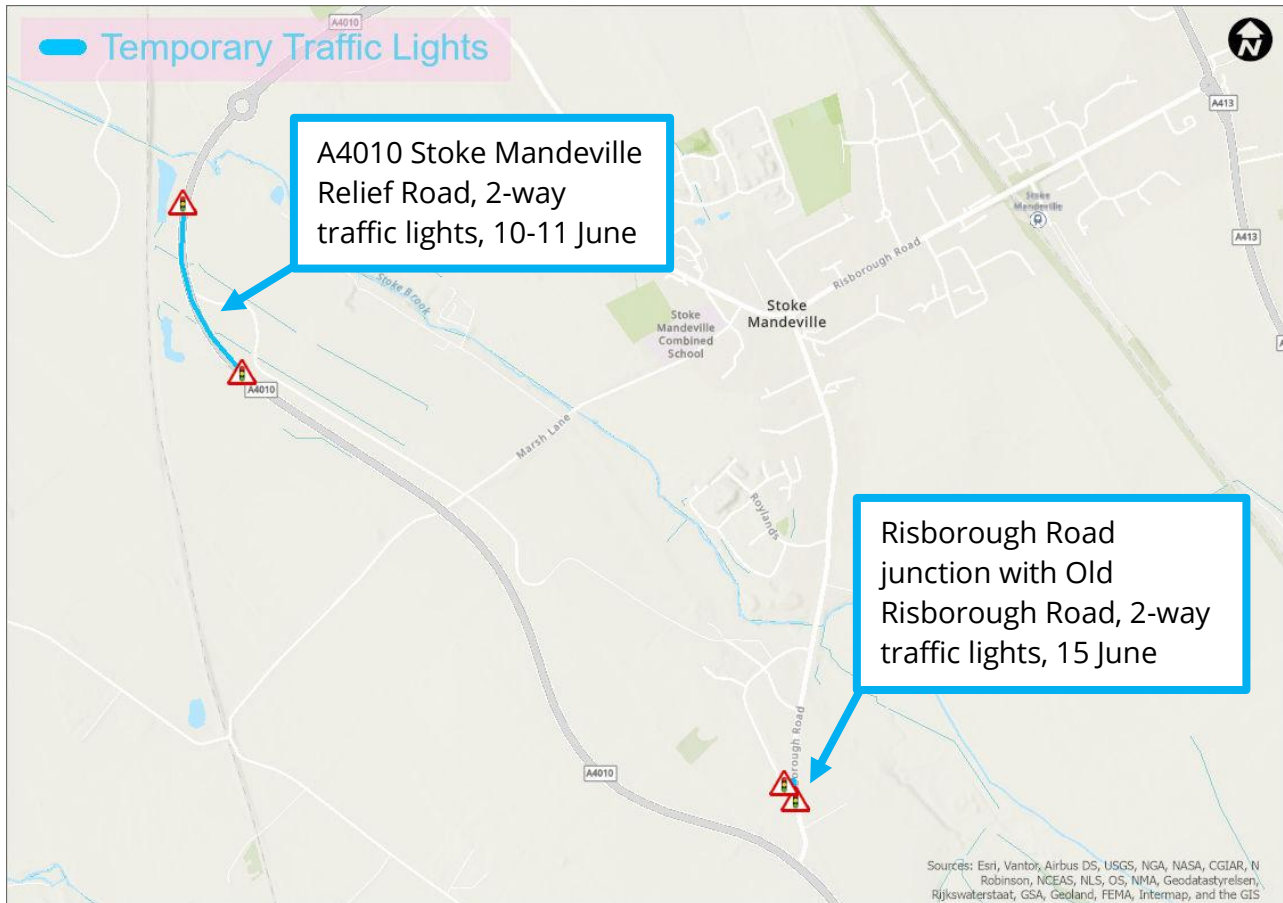 A4010
Temporary Traffic Lights
N
A413
A4010 Stoke Mandeville
Relief Road, 2-way
traffic lights, 10-11 June
Stoke
Mandeville
A413
Risborough Road
Stoke Brook
Stoke
Mandeville
Stoke
Mandeville
Combined
School
A4010
Marsh Lane
Roylands
Risborough Road
junction with Old
Risborough Road, 2-way
traffic lights, 15 June
borough Road
A4010
Sources: Esri, Vantor, Airbus DS, USGS, NGA, NASA, CGIAR, N
Robinson, NCEAS, NLS, OS, NMA, Geodatastyrelsen,
Rijkswaterstaat, GSA, Geoland, FEMA, Intermap, and the GIS